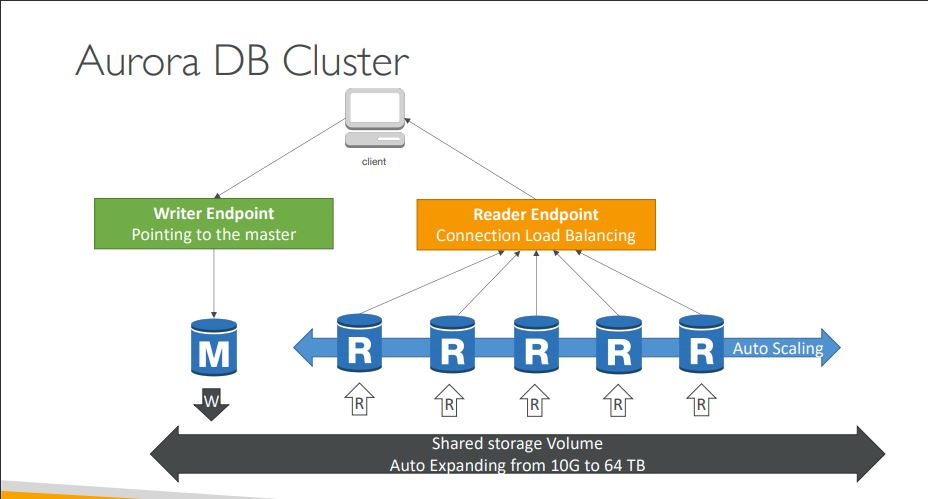 Aurora DB Cluster
client
Writer Endpoint
Pointing to the master
Reader Endpoint
Connection Load Balancing
M
R
R
R
R
R
Auto Scaling
W
R
R
R
R
R
Shared storage Volume
Auto Expanding from 10G to 64 TB